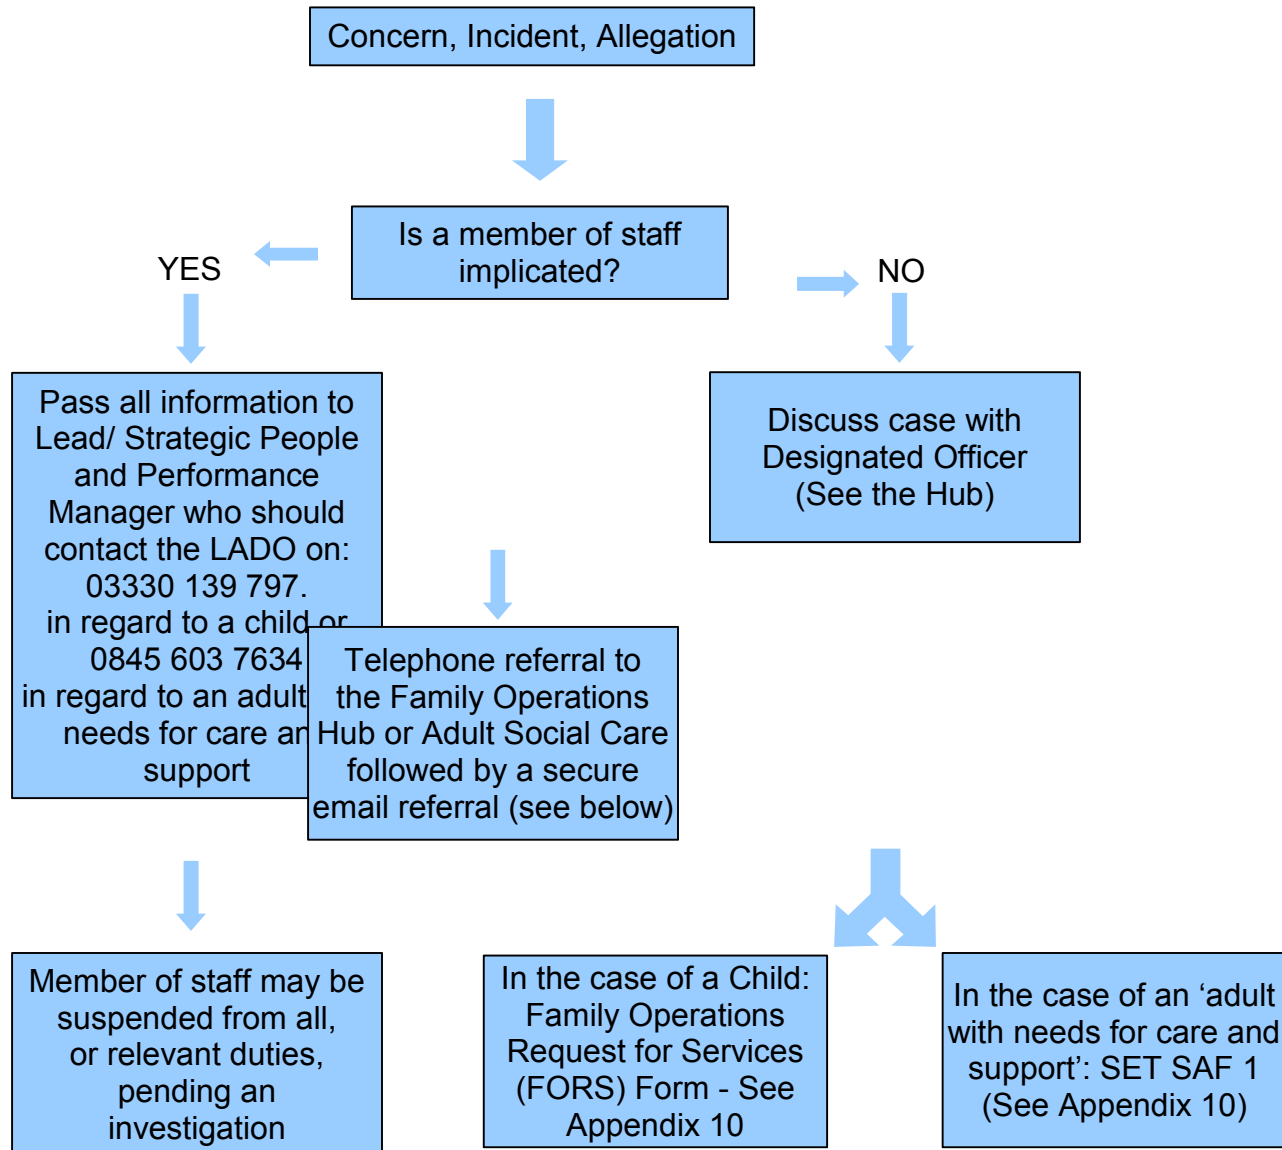 Concern, Incident, Allegation
Is a member of staff
implicated?
YES
NO
Pass all information to
Lead/ Strategic People
and Performance
Manager who should
contact the LADO on:
03330 139 797.
in regard to a child or
0845 603 7634
in regard to an adult
needs for care an
support
Discuss case with
Designated Officer
(See the Hub)
Telephone referral to
the Family Operations
Hub or Adult Social Care
followed by a secure
email referral (see below)
Member of staff may be
suspended from all,
or relevant duties,
pending an
investigation
In the case of a Child:
Family Operations
Request for Services
(FORS) Form - See
Appendix 10
In the case of an ‘adult
with needs for care and
support’: SET SAF 1
(See Appendix 10)